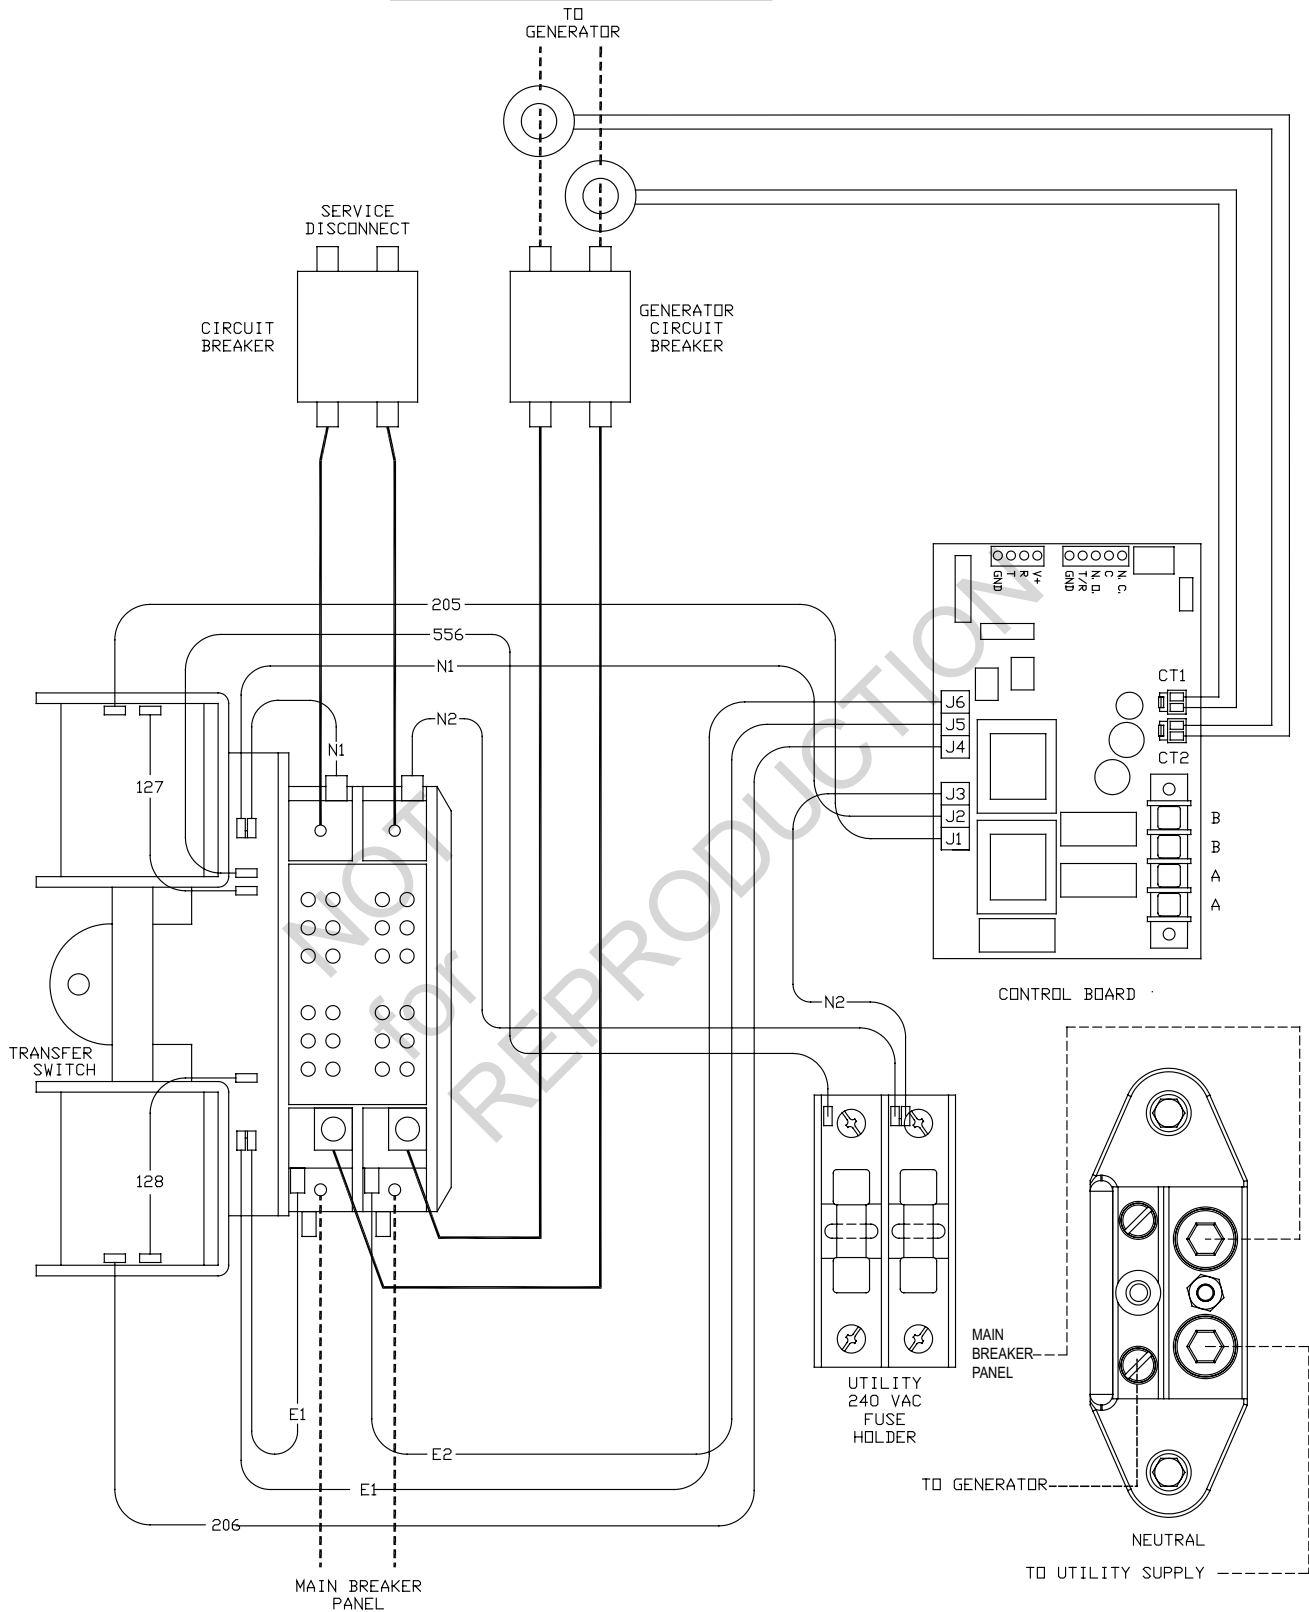 TO
GENERATOR
SERVICE
DISCONNECT
CIRCUIT
BREAKER
GENERATOR
CIRCUIT
BREAKER
GND
T
R
V+
GND
T/R
N.O.
C
N.C.
205
556
N1
N2
N1
127
CT1
J6
J5
J4
CT2
J3
J2
J1
B
B
A
A
CONTROL BOARD
N2
TRANSFER
SWITCH
128
NOT
for
REPRODUCTION
MAIN
BREAKER
PANEL
UTILITY
240 VAC
FUSE
HOLDER
E1
E2
E1
206
TO GENERATOR
NEUTRAL
TO UTILITY SUPPLY
MAIN BREAKER
PANEL